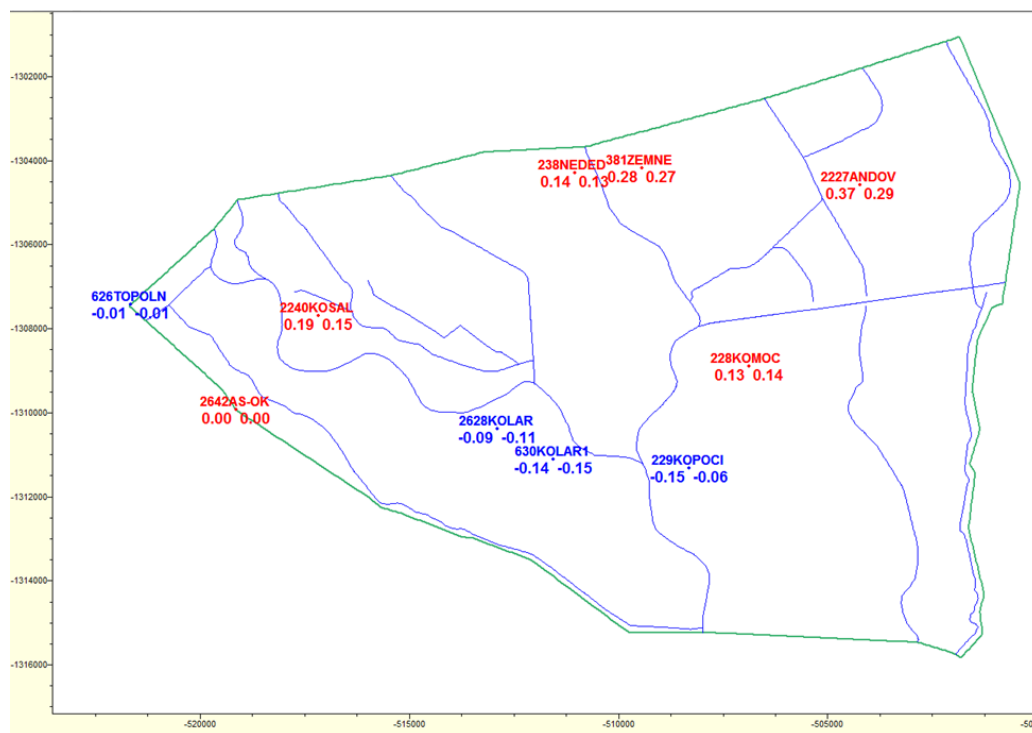 -1302000
381ZEMNE
0.28 0.27
238NEDED
0.14 0.13
2227ANDOV
0.37 0.29
-1304000
-1306000
626TOPOLN
-0.01 -0.01
2240KOSAL
0.19 0.15
-1308000
228KOMOC
0.13 0.14
2642AS-OK
0.00 0.00
-1310000
2628KOLAR
-0.09 -0.11
630KOLAR1
-0.14 -0.15
229KOPOCI
-0.15 -0.06
-1312000
-1314000
-1316000
-520000
-515000
-510000
-505000